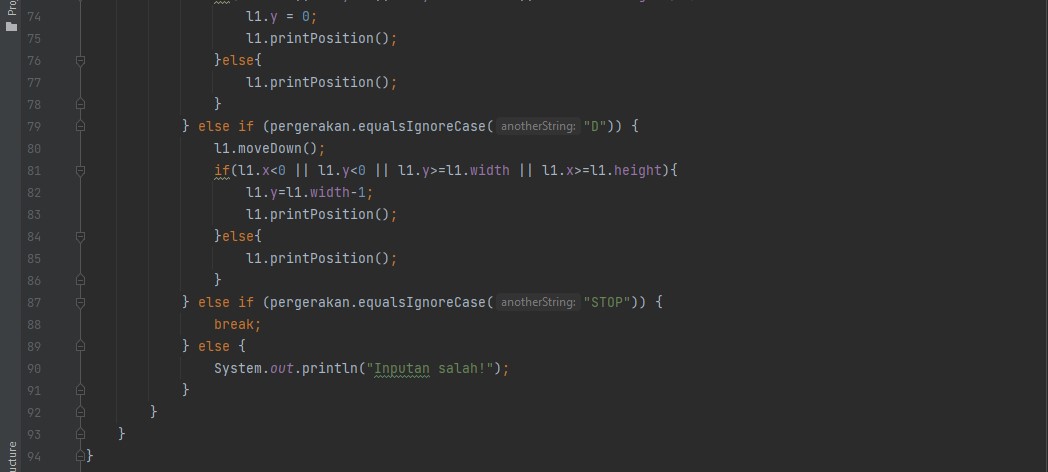 Pro
74 l1.y = 0;
75 l1.printPosition();
76 }else{
77 l1.printPosition();
78 }
79 } else if (pergerakan.equalsIgnoreCase( anotherString: "D")) {
80 l1.moveDown();
81 if(l1.x<0 || l1.y<0 || l1.y>=l1.width || l1.x>=l1.height){
82 l1.y=l1.width-1;
83 l1.printPosition();
84 }else{
85 l1.printPosition();
86 }
87 } else if (pergerakan.equalsIgnoreCase( anotherString: "STOP")) {
88 break;
89 } else {
90 System.out.println("Inputan salah!");
91 }
92 }
93 }
94 }
ucture